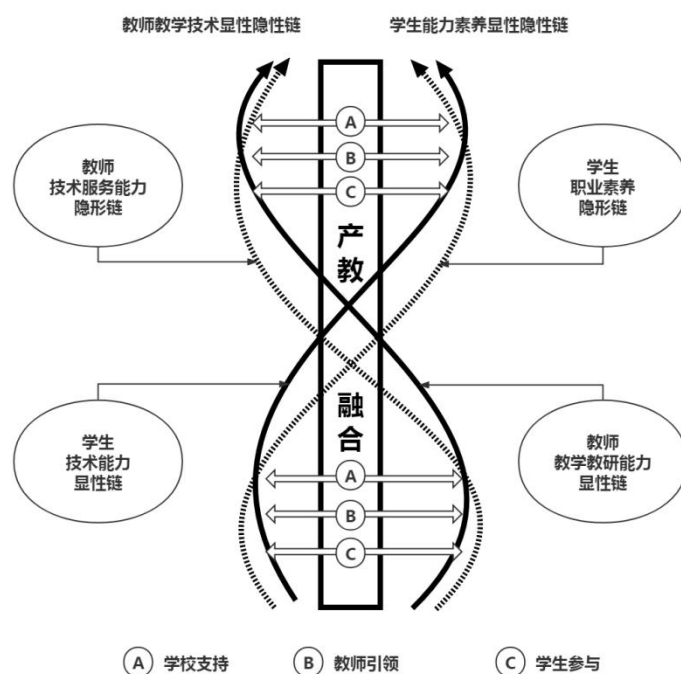 教师教学技术显性隐性链
学生能力素养显性隐性链
A
B
C
教师
技术服务能力
隐形链
学生
职业素养
隐形链
产
教
融
合
学生
技术能力
显性链
教师
教学教研能力
显性链
A
B
C
A 学校支持
B 教师引领
C 学生参与